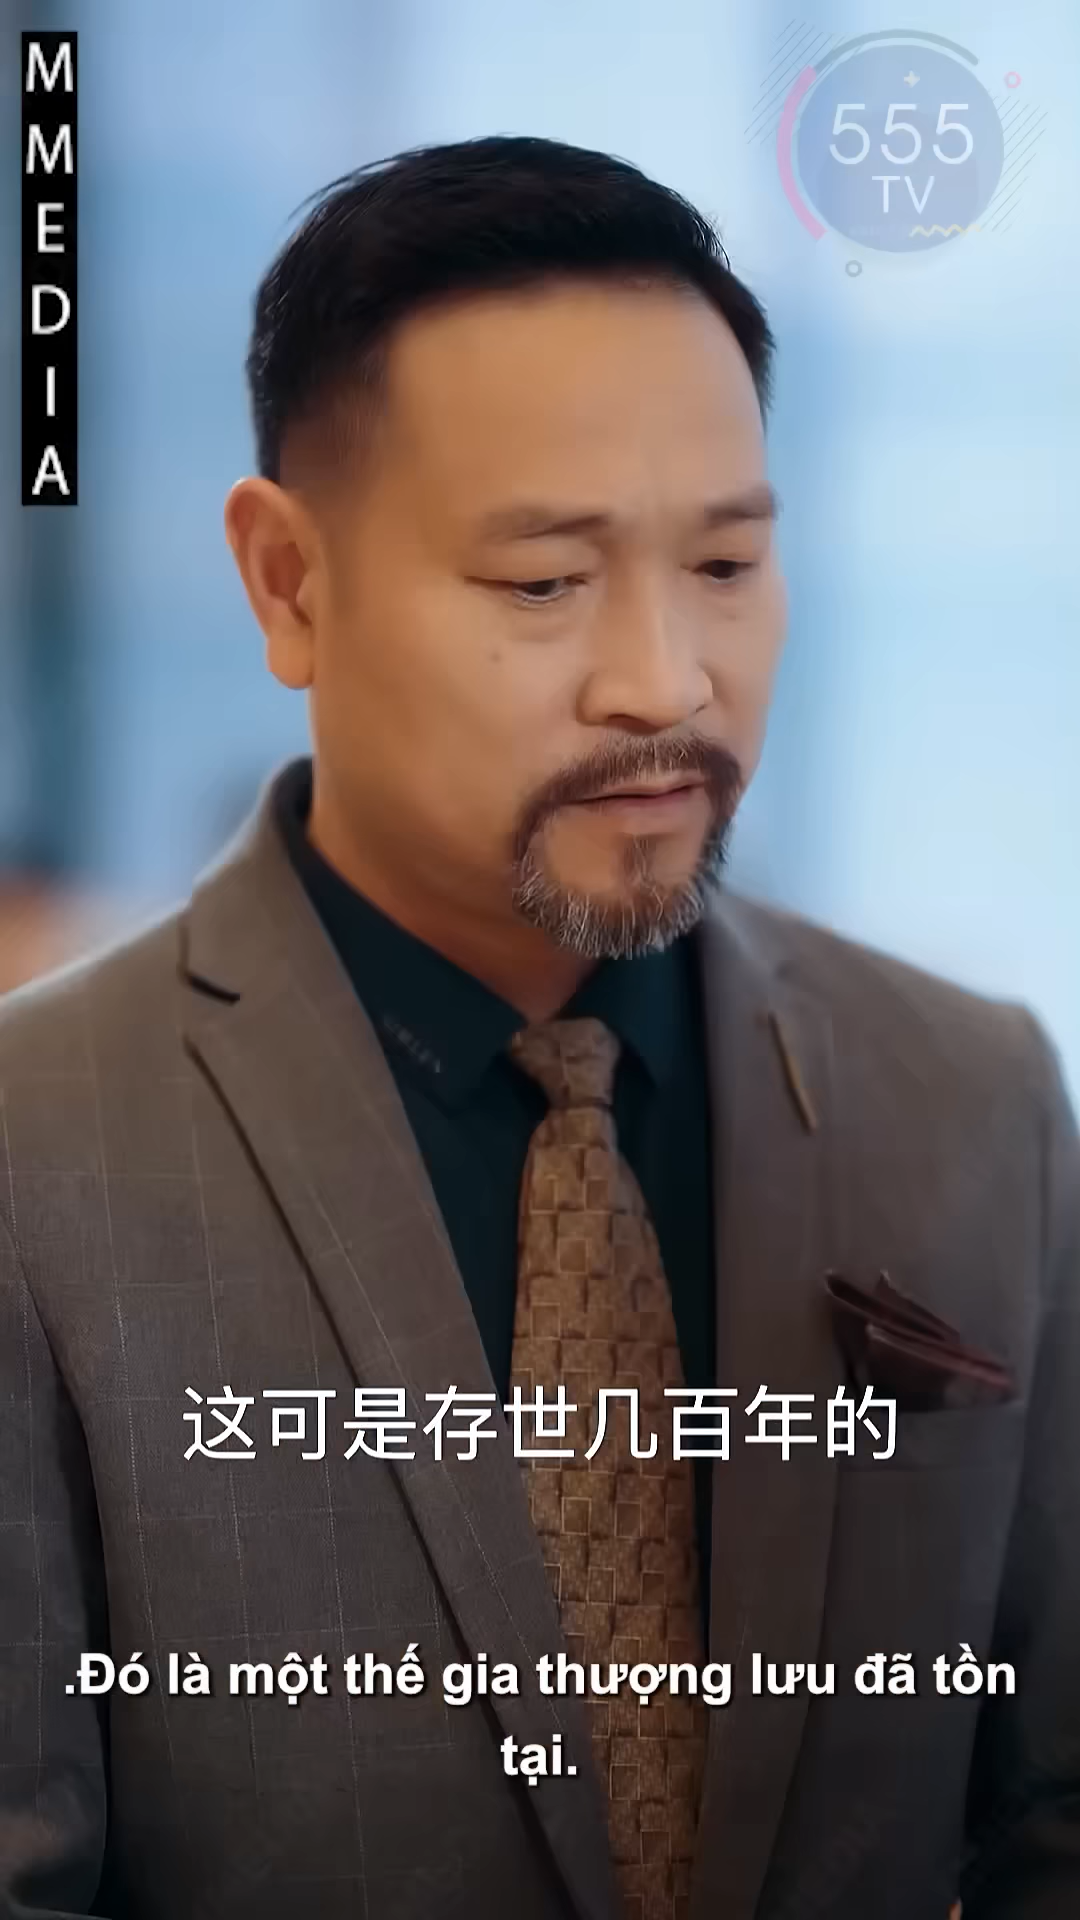 MMEDIA
555
TV
这可是存世几百年的
.Đó là một thế gia thượng lưu đã tồn
tại.